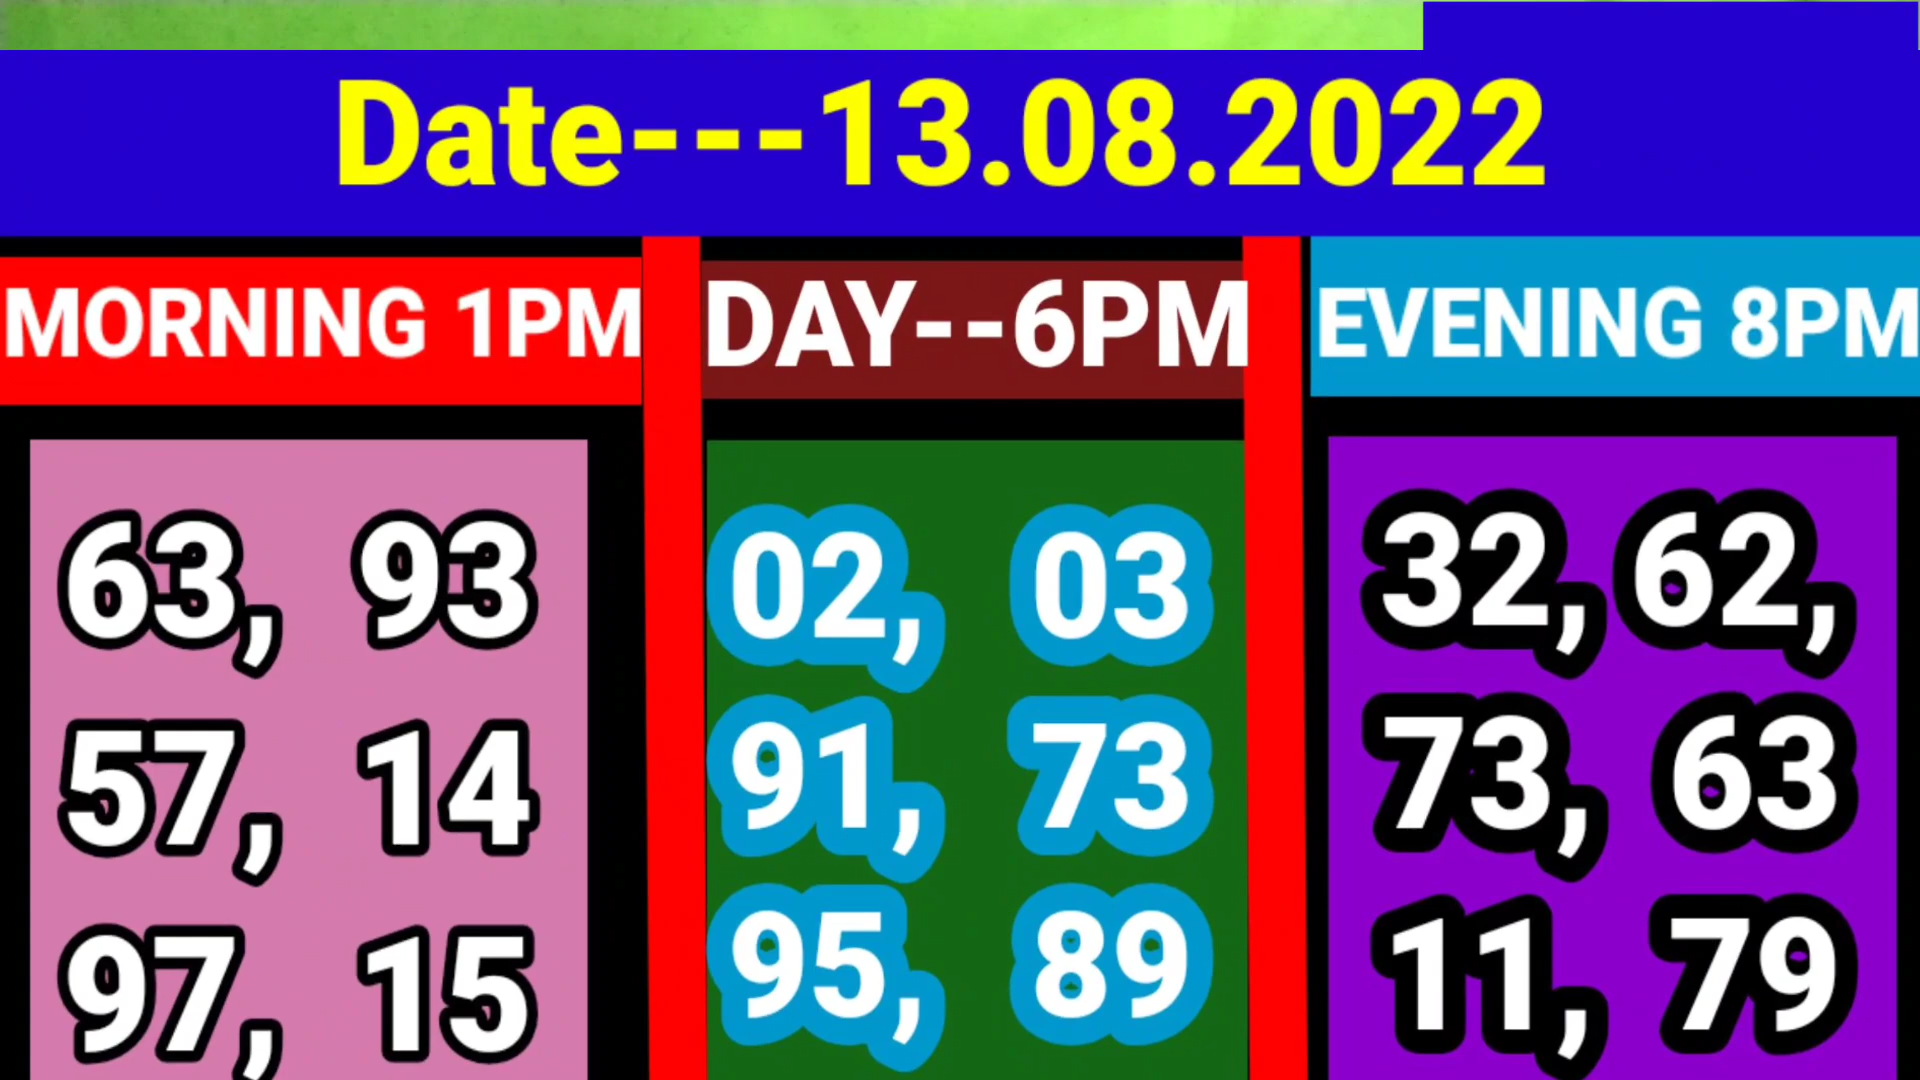 Date---13.08.2022
MORNING 1PM
63, 93
57, 14
97, 15
DAY--6PM
02, 03
91, 73
95, 89
EVENING 8PM
32, 62,
73, 63
11, 79